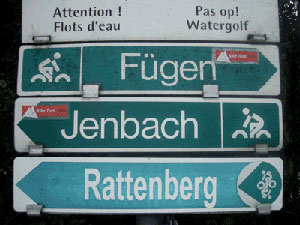 Attention ! Pas op!
Flots d'eau Watergolf
Fügen
Jenbach
Rattenberg